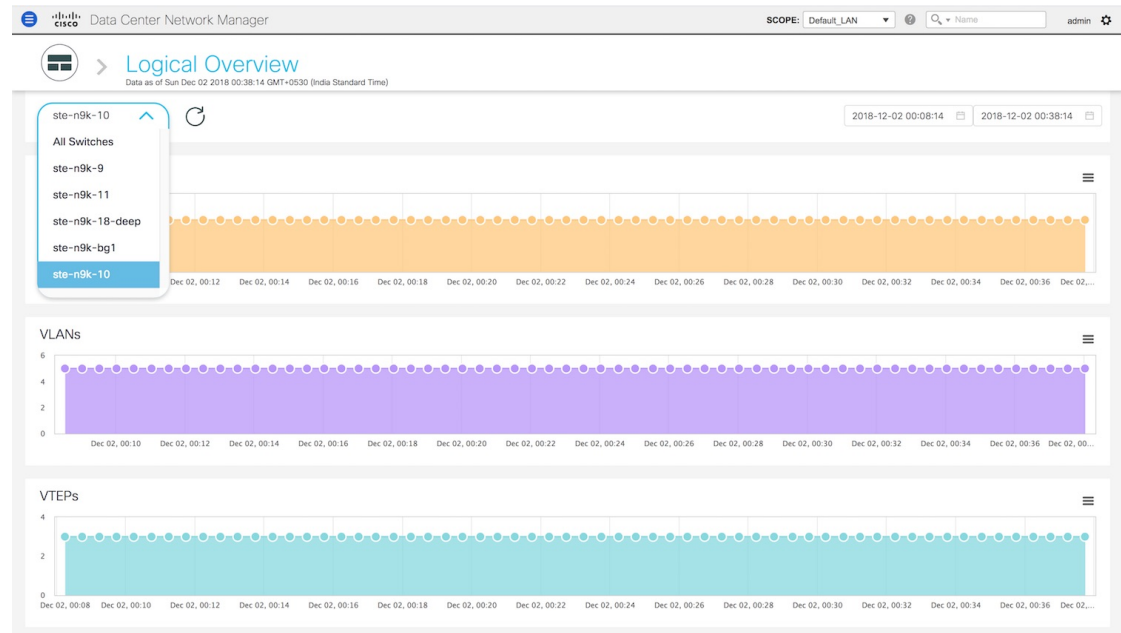 CISCO Data Center Network Manager SCOPE: Default_LAN Name admin
Logical Overview
Data as of Sun Dec 02 2018 00:38:14 GMT+0530 (India Standard Time)
ste-n9k-10 2018-12-02 00:08:14 2018-12-02 00:38:14
All Switches
ste-n9k-9
ste-n9k-11
ste-n9k-18-deep
ste-n9k-bg1
ste-n9k-10
Dec 02, 00:12 Dec 02, 00:14 Dec 02, 00:16 Dec 02, 00:18 Dec 02, 00:20 Dec 02, 00:22 Dec 02, 00:24 Dec 02, 00:26 Dec 02, 00:28 Dec 02, 00:30 Dec 02, 00:32 Dec 02, 00:34 Dec 02, 00:36 Dec 02,...
VLANs
6
4
2
0
Dec 02, 00:10 Dec 02, 00:12 Dec 02, 00:14 Dec 02, 00:16 Dec 02, 00:18 Dec 02, 00:20 Dec 02, 00:22 Dec 02, 00:24 Dec 02, 00:26 Dec 02, 00:28 Dec 02, 00:30 Dec 02, 00:32 Dec 02, 00:34 Dec 02, 00:36 Dec 02, 00...
VTEPs
4
2
0
Dec 02, 00:08 Dec 02, 00:10 Dec 02, 00:12 Dec 02, 00:14 Dec 02, 00:16 Dec 02, 00:18 Dec 02, 00:20 Dec 02, 00:22 Dec 02, 00:24 Dec 02, 00:26 Dec 02, 00:28 Dec 02, 00:30 Dec 02, 00:32 Dec 02, 00:34 Dec 02, 00:36 Dec 02,...